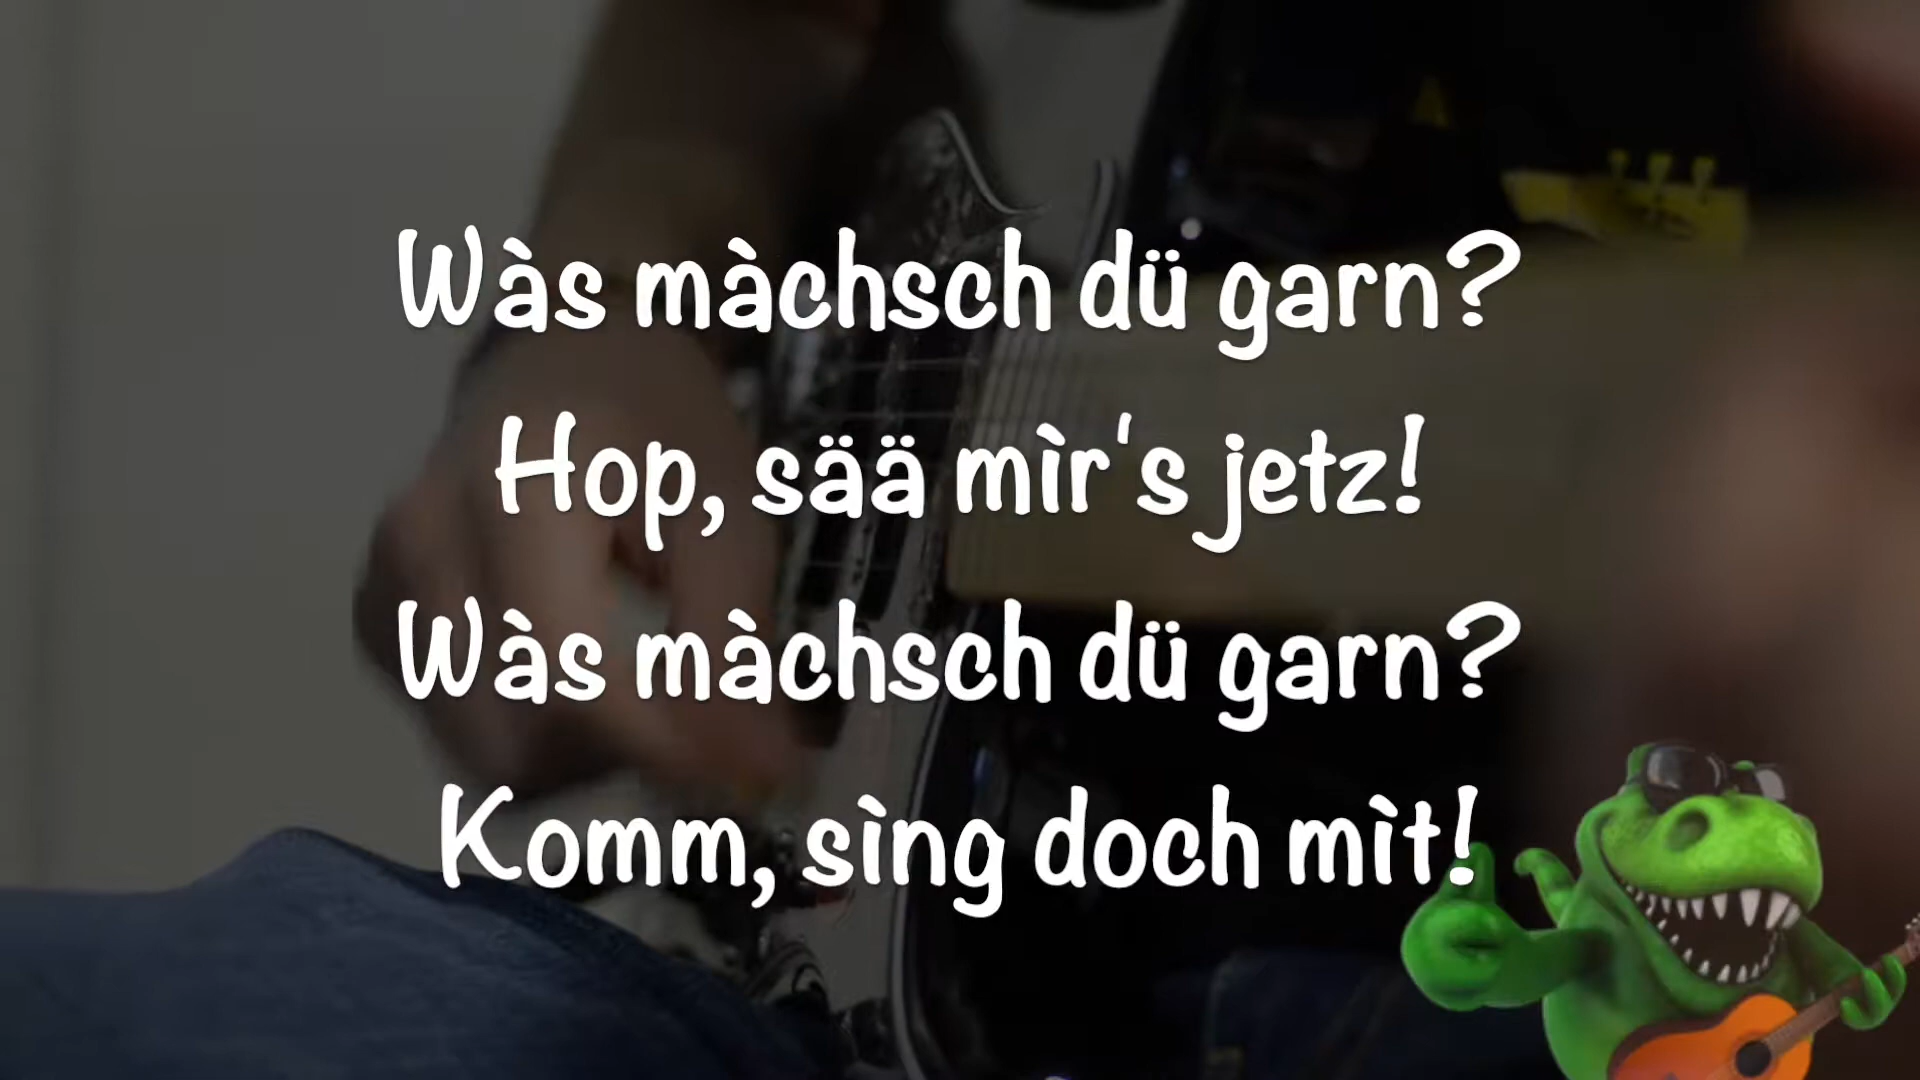 Wàs màchsch dü garn?
Hop, sää mìr's jetz!
Wàs màchsch dü garn?
Komm, sìng doch mìt!